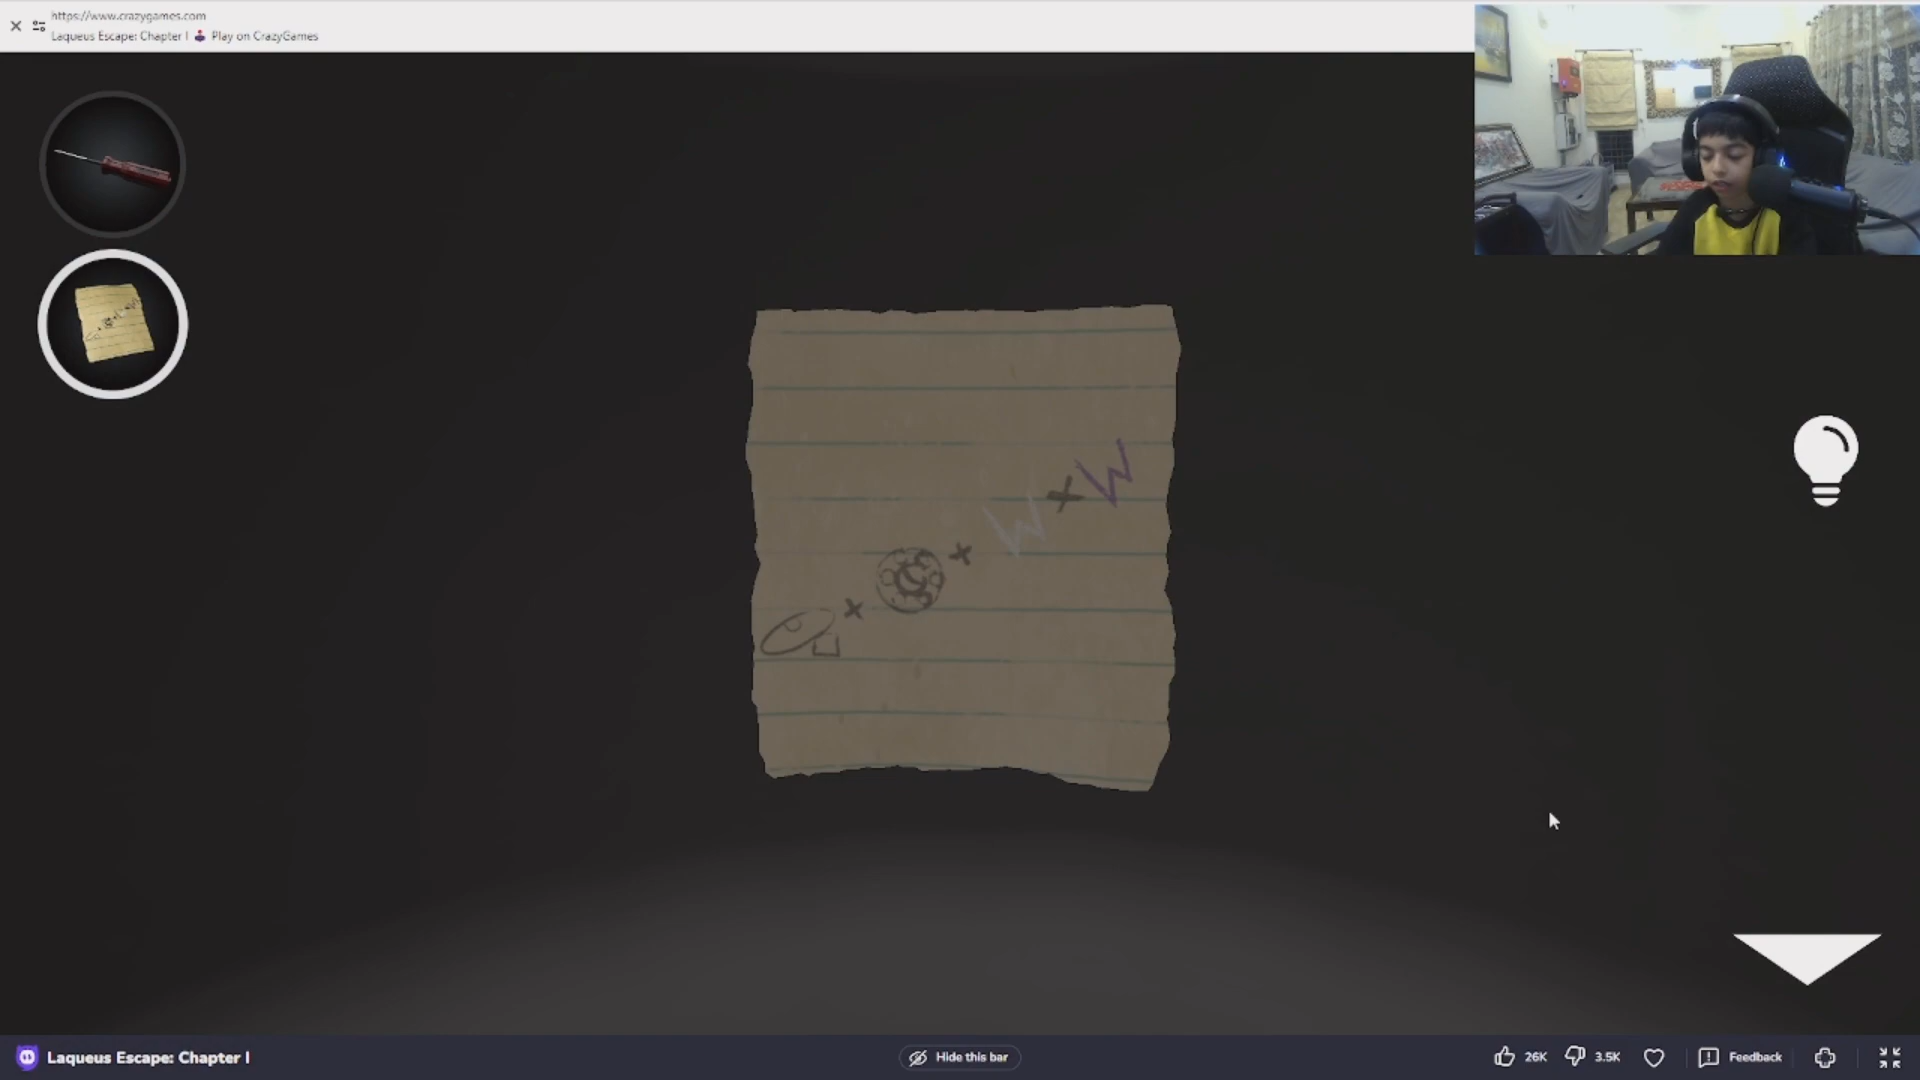 https://www.crazygames.com
Laqueus Escape: Chapter I 🕹 Play on CrazyGames
W × W
Laqueus Escape: Chapter I
Hide this bar
26K
3.5K
Feedback